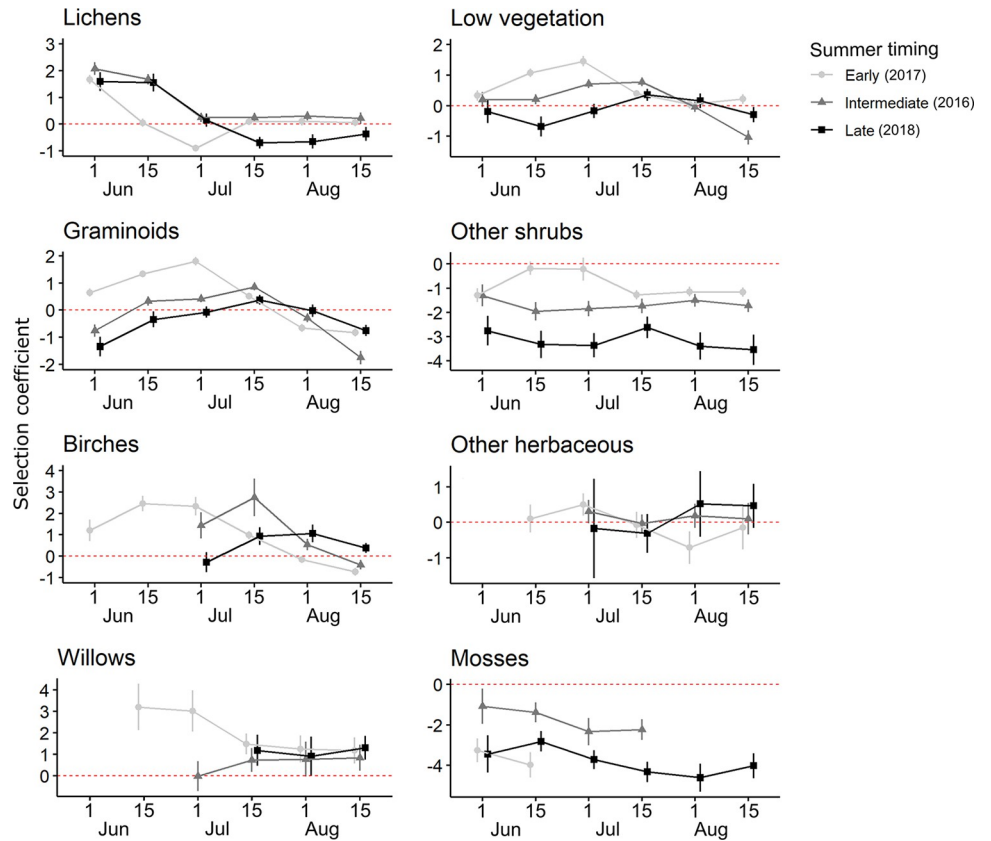 Lichens
3
2
1
0
-1
1 15 1 15 1 15
Jun Jul Aug
Low vegetation
2
1
0
-1
1 15 1 15 1 15
Jun Jul Aug
Summer timing
Early (2017)
Intermediate (2016)
Late (2018)
Selection coefficient
Graminoids
2
1
0
-1
-2
1 15 1 15 1 15
Jun Jul Aug
Other shrubs
0
-1
-2
-3
-4
1 15 1 15 1 15
Jun Jul Aug
Birches
4
3
2
1
0
-1
1 15 1 15 1 15
Jun Jul Aug
Other herbaceous
1
0
-1
1 15 1 15 1 15
Jun Jul Aug
Willows
4
3
2
1
0
1 15 1 15 1 15
Jun Jul Aug
Mosses
0
-2
-4
1 15 1 15 1 15
Jun Jul Aug